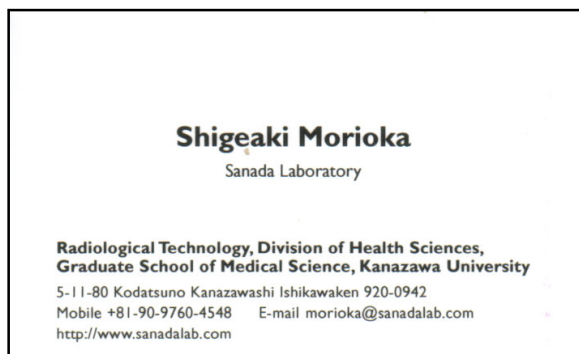 Shigeaki Morioka
Sanada Laboratory
Radiological Technology, Division of Health Sciences,
Graduate School of Medical Science, Kanazawa University
5-11-80 Kodatsuno Kanazawashi Ishikawaken 920-0942
Mobile +81-90-9760-4548 E-mail morioka@sanadalab.com
http://www.sanadalab.com